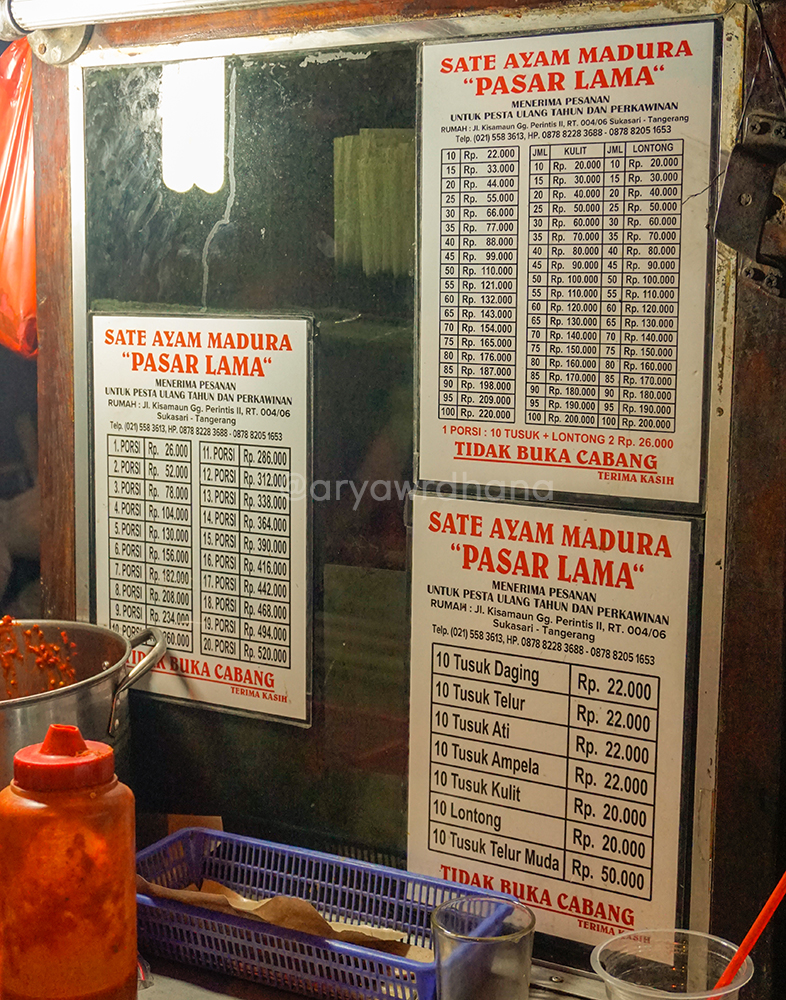 SATE AYAM MADURA
"PASAR LAMA"
MENERIMA PESANAN
UNTUK PESTA ULANG TAHUN DAN PERKAWINAN
RUMAH : Jl. Kisamaun Gg. Perintis II, RT. 004/06 Sukasari - Tangerang
Telp. (021) 558 3613, HP. 0878 8228 3688 - 0878 8205 1653
JML KULIT JML LONTONG
10 Rp. 22.000 10 Rp. 20.000 10 Rp. 20.000
15 Rp. 33.000 15 Rp. 30.000 15 Rp. 30.000
20 Rp. 44.000 20 Rp. 40.000 20 Rp. 40.000
25 Rp. 55.000 25 Rp. 50.000 25 Rp. 50.000
30 Rp. 66.000 30 Rp. 60.000 30 Rp. 60.000
35 Rp. 77.000 35 Rp. 70.000 35 Rp. 70.000
40 Rp. 88.000 40 Rp. 80.000 40 Rp. 80.000
45 Rp. 99.000 45 Rp. 90.000 45 Rp. 90.000
50 Rp. 110.000 50 Rp. 100.000 50 Rp. 100.000
55 Rp. 121.000 55 Rp. 110.000 55 Rp. 110.000
60 Rp. 132.000 60 Rp. 120.000 60 Rp. 120.000
65 Rp. 143.000 65 Rp. 130.000 65 Rp. 130.000
70 Rp. 154.000 70 Rp. 140.000 70 Rp. 140.000
75 Rp. 165.000 75 Rp. 150.000 75 Rp. 150.000
80 Rp. 176.000 80 Rp. 160.000 80 Rp. 160.000
85 Rp. 187.000 85 Rp. 170.000 85 Rp. 170.000
90 Rp. 198.000 90 Rp. 180.000 90 Rp. 180.000
95 Rp. 209.000 95 Rp. 190.000 95 Rp. 190.000
100 Rp. 220.000 100 Rp. 200.000 100 Rp. 200.000
1 PORSI : 10 TUSUK + LONTONG 2 Rp. 26.000
TIDAK BUKA CABANG
TERIMA KASIH
SATE AYAM MADURA
"PASAR LAMA"
MENERIMA PESANAN
UNTUK PESTA ULANG TAHUN DAN PERKAWINAN
RUMAH : Jl. Kisamaun Gg. Perintis II, RT. 004/06
Sukasari - Tangerang
Telp. (021) 558 3613, HP. 0878 8228 3688 - 0878 8205 1653
1. PORSI Rp. 26.000 11. PORSI Rp. 286.000
2. PORSI Rp. 52.000 12. PORSI Rp. 312.000
3. PORSI Rp. 78.000 13. PORSI Rp. 338.000
4. PORSI Rp. 104.000 14. PORSI Rp. 364.000
5. PORSI Rp. 130.000 15. PORSI Rp. 390.000
6. PORSI Rp. 156.000 16. PORSI Rp. 416.000
7. PORSI Rp. 182.000 17. PORSI Rp. 442.000
8. PORSI Rp. 208.000 18. PORSI Rp. 468.000
9. PORSI Rp. 234.000 19. PORSI Rp. 494.000
10. PORSI 260.000 20. PORSI Rp. 520.000
TIDAK BUKA CABANG
TERIMA KASIH
@aryawrdhana
SATE AYAM MADURA
"PASAR LAMA"
MENERIMA PESANAN
UNTUK PESTA ULANG TAHUN DAN PERKAWINAN
RUMAH : Jl. Kisamaun Gg. Perintis II, RT. 004/06
Sukasari - Tangerang
Telp. (021) 558 3613, HP. 0878 8228 3688 - 0878 8205 1653
10 Tusuk Daging Rp. 22.000
10 Tusuk Telur Rp. 22.000
10 Tusuk Ati Rp. 22.000
10 Tusuk Ampela Rp. 22.000
10 Tusuk Kulit Rp. 20.000
10 Lontong Rp. 20.000
10 Tusuk Telur Muda Rp. 50.000
TIDAK BUKA CABANG
TERIMA KASIH